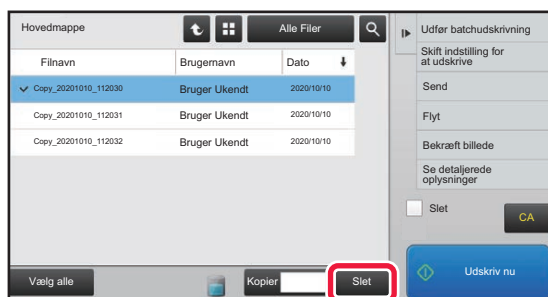 Hovedmappe
Alle Filer
Filnavn Brugernavn Dato
Copy_20201010_112030 Bruger Ukendt 2020/10/10
Copy_20201010_112031 Bruger Ukendt 2020/10/10
Copy_20201010_112032 Bruger Ukendt 2020/10/10
Vælg alle
Kopier
Slet
Udfør batchudskrivning
Skift indstilling for
at udskrive
Send
Flyt
Bekræft billede
Se detaljerede
oplysninger
Slet
CA
Udskriv nu